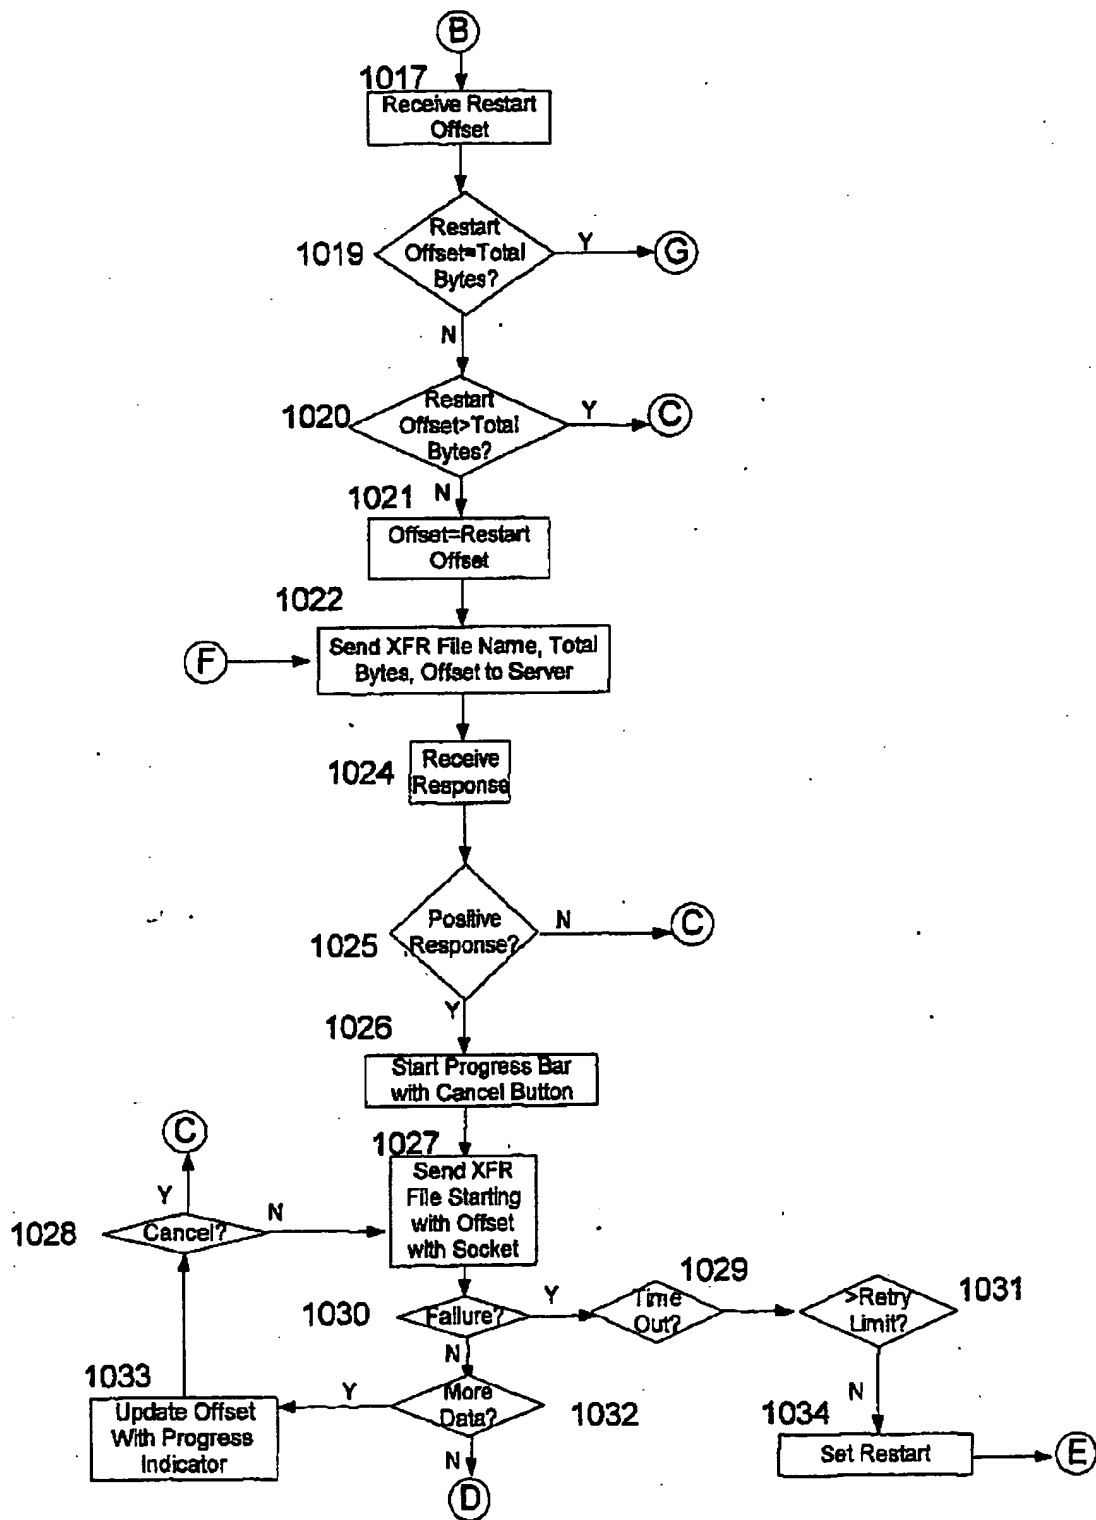 B
1017
Receive Restart
Offset
1019
Restart
Offset=Total
Bytes?
Y
G
N
1020
Restart
Offset>Total
Bytes?
Y
C
N
1021
Offset=Restart
Offset
1022
F
Send XFR File Name, Total
Bytes, Offset to Server
1024
Receive
Response
1025
Positive
Response?
N
C
Y
1026
Start Progress Bar
with Cancel Button
C
1027
Send XFR
File Starting
with Offset
with Socket
Y
1028
Cancel?
N
1030
Failure?
Y
1029
Time
Out?
>Retry
Limit?
1031
N
1033
Update Offset
With Progress
Indicator
Y
More
Data?
1032
N
1034
Set Restart
E
N
D